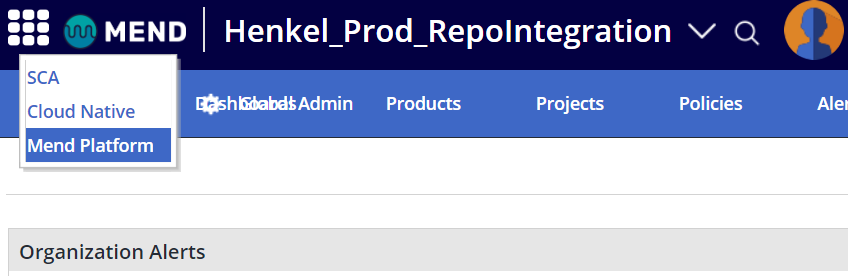 MEND Henkel_Prod_RepoIntegration
SCA
Cloud Native
Mend Platform
Dashboards Global Admin Products Projects Policies Aler
Organization Alerts